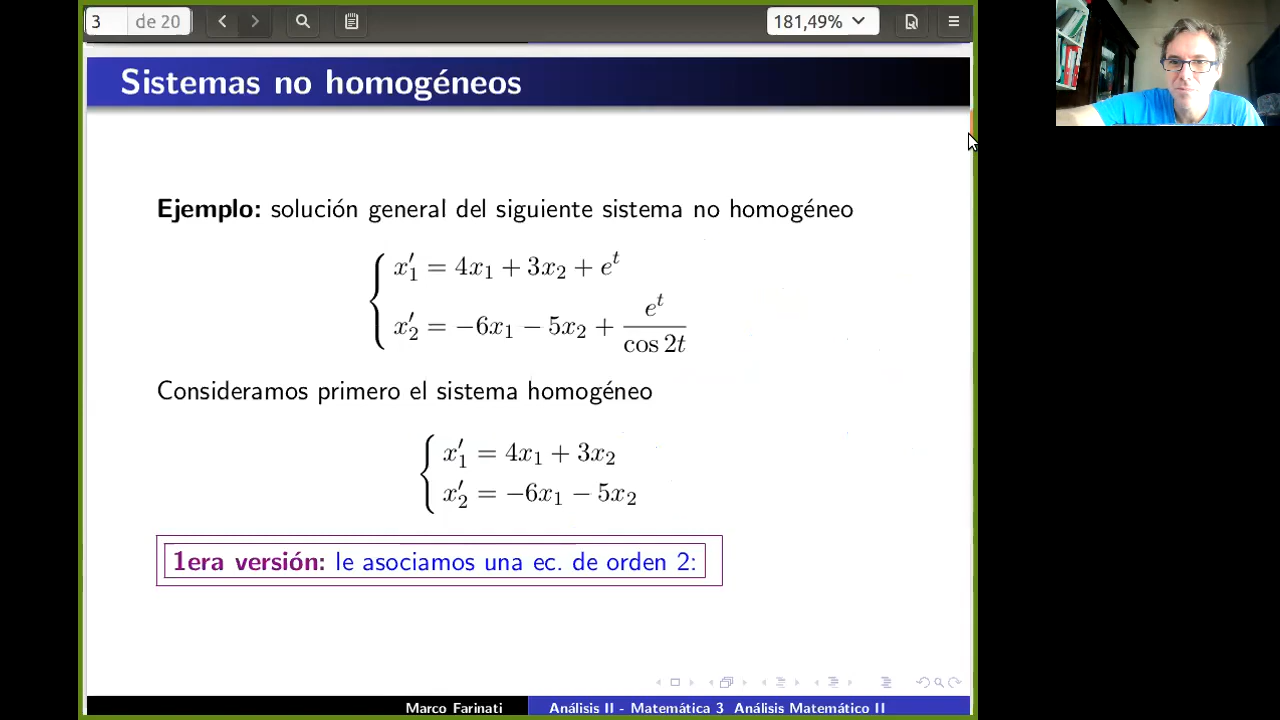 3 de 20 181,49%
Sistemas no homogéneos
Ejemplo: solución general del siguiente sistema no homogéneo
x′₁ = 4x₁ + 3x₂ + eᵗ
x′₂ = −6x₁ − 5x₂ + eᵗ / cos 2t
Consideramos primero el sistema homogéneo
x′₁ = 4x₁ + 3x₂
x′₂ = −6x₁ − 5x₂
1era versión: le asociamos una ec. de orden 2:
Marco Farinati Análisis II - Matemática 3 Análisis Matemático II